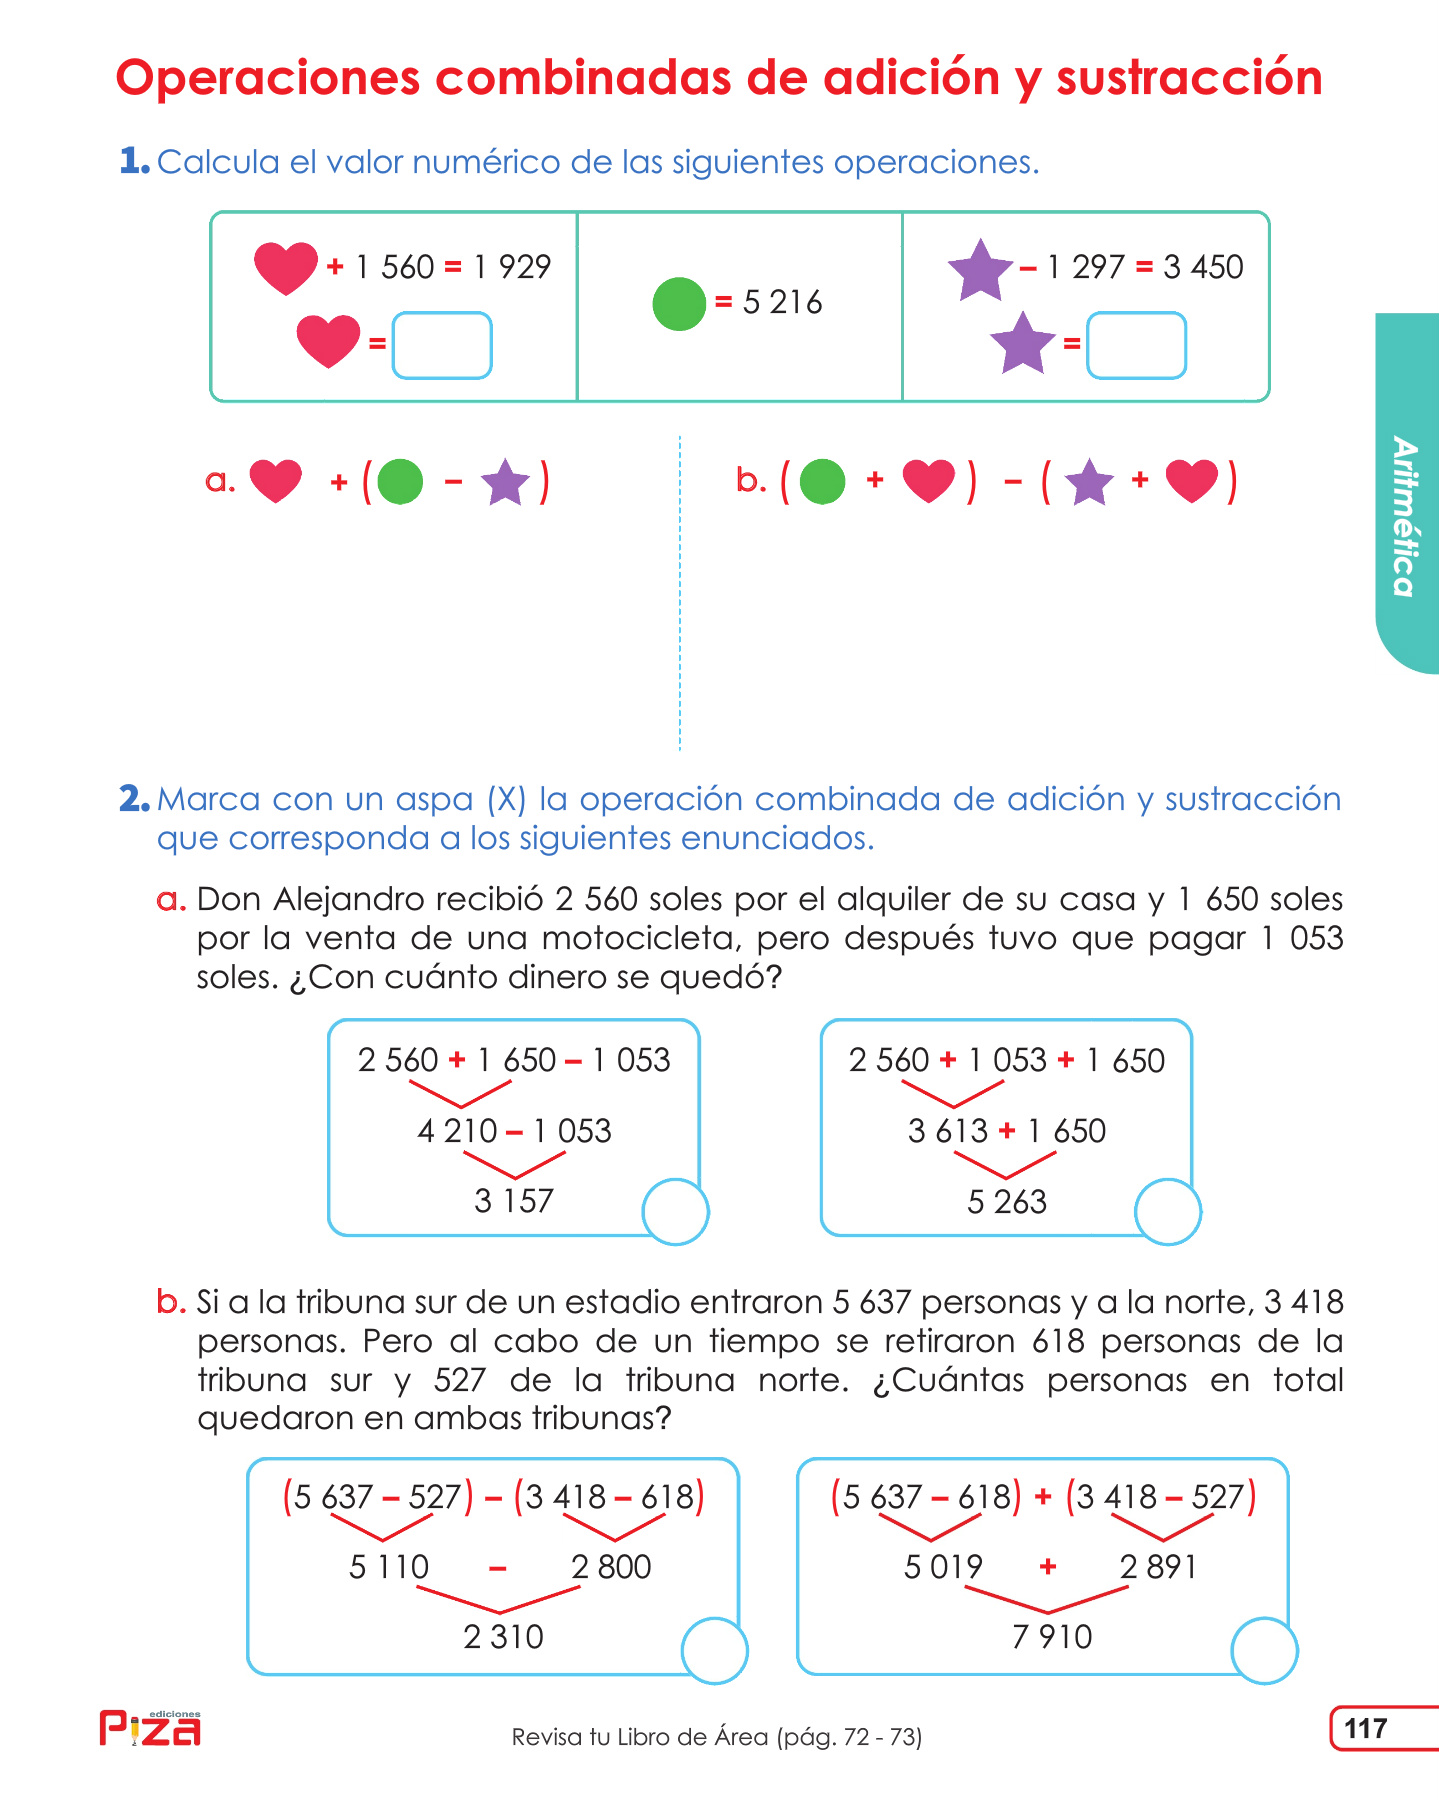 Operaciones combinadas de adición y sustracción
1. Calcula el valor numérico de las siguientes operaciones.
+ 1 560 = 1 929
=
= 5 216
– 1 297 = 3 450
=
a. + ( – )
b. ( + ) – ( + )
Aritmética
2. Marca con un aspa (X) la operación combinada de adición y sustracción
que corresponda a los siguientes enunciados.
a. Don Alejandro recibió 2 560 soles por el alquiler de su casa y 1 650 soles
por la venta de una motocicleta, pero después tuvo que pagar 1 053
soles. ¿Con cuánto dinero se quedó?
2 560 + 1 650 – 1 053
4 210 – 1 053
3 157
2 560 + 1 053 + 1 650
3 613 + 1 650
5 263
b. Si a la tribuna sur de un estadio entraron 5 637 personas y a la norte, 3 418
personas. Pero al cabo de un tiempo se retiraron 618 personas de la
tribuna sur y 527 de la tribuna norte. ¿Cuántas personas en total
quedaron en ambas tribunas?
(5 637 – 527) – (3 418 – 618)
5 110 – 2 800
2 310
(5 637 – 618) + (3 418 – 527)
5 019 + 2 891
7 910
ediciones
Piza
Revisa tu Libro de Área (pág. 72 - 73)
117